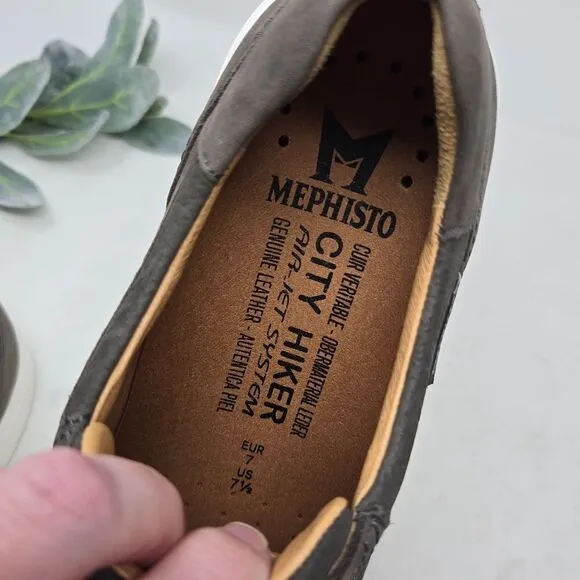 M
MEPHISTO
CUIR VERITABLE - OBERMATERIAL LEDER
CITY HIKER
AIR-JET SYSTEM
GENUINE LEATHER - AUTENTICA PIEL
EUR
7
US
7½